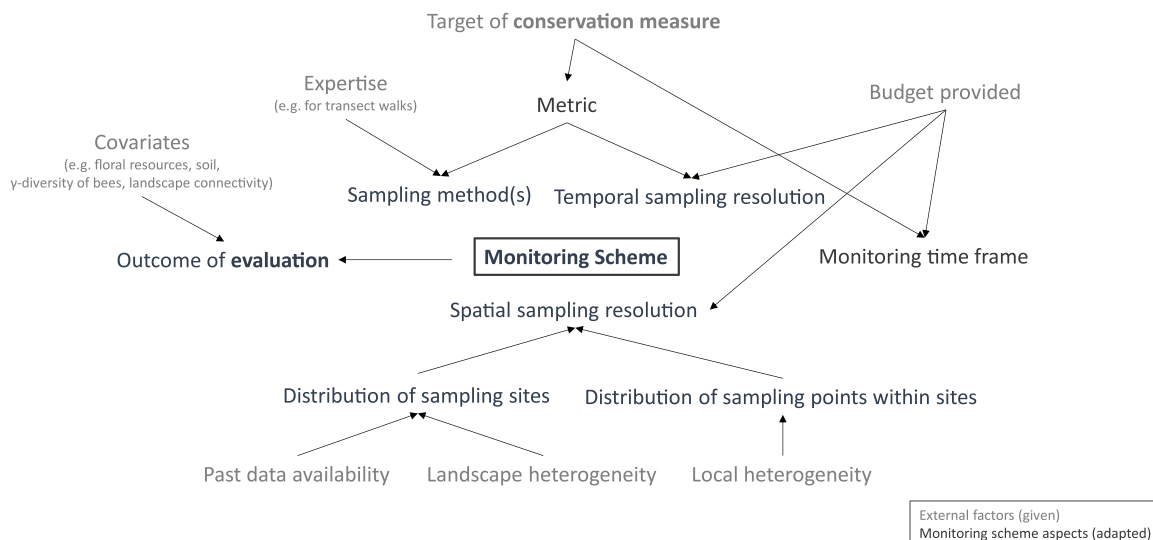 Target of conservation measure
Expertise
(e.g. for transect walks)
Metric
Budget provided
Covariates
(e.g. floral resources, soil,
γ-diversity of bees, landscape connectivity)
Sampling method(s)
Temporal sampling resolution
Outcome of evaluation
Monitoring Scheme
Monitoring time frame
Spatial sampling resolution
Distribution of sampling sites
Distribution of sampling points within sites
Past data availability
Landscape heterogeneity
Local heterogeneity
External factors (given)
Monitoring scheme aspects (adapted)